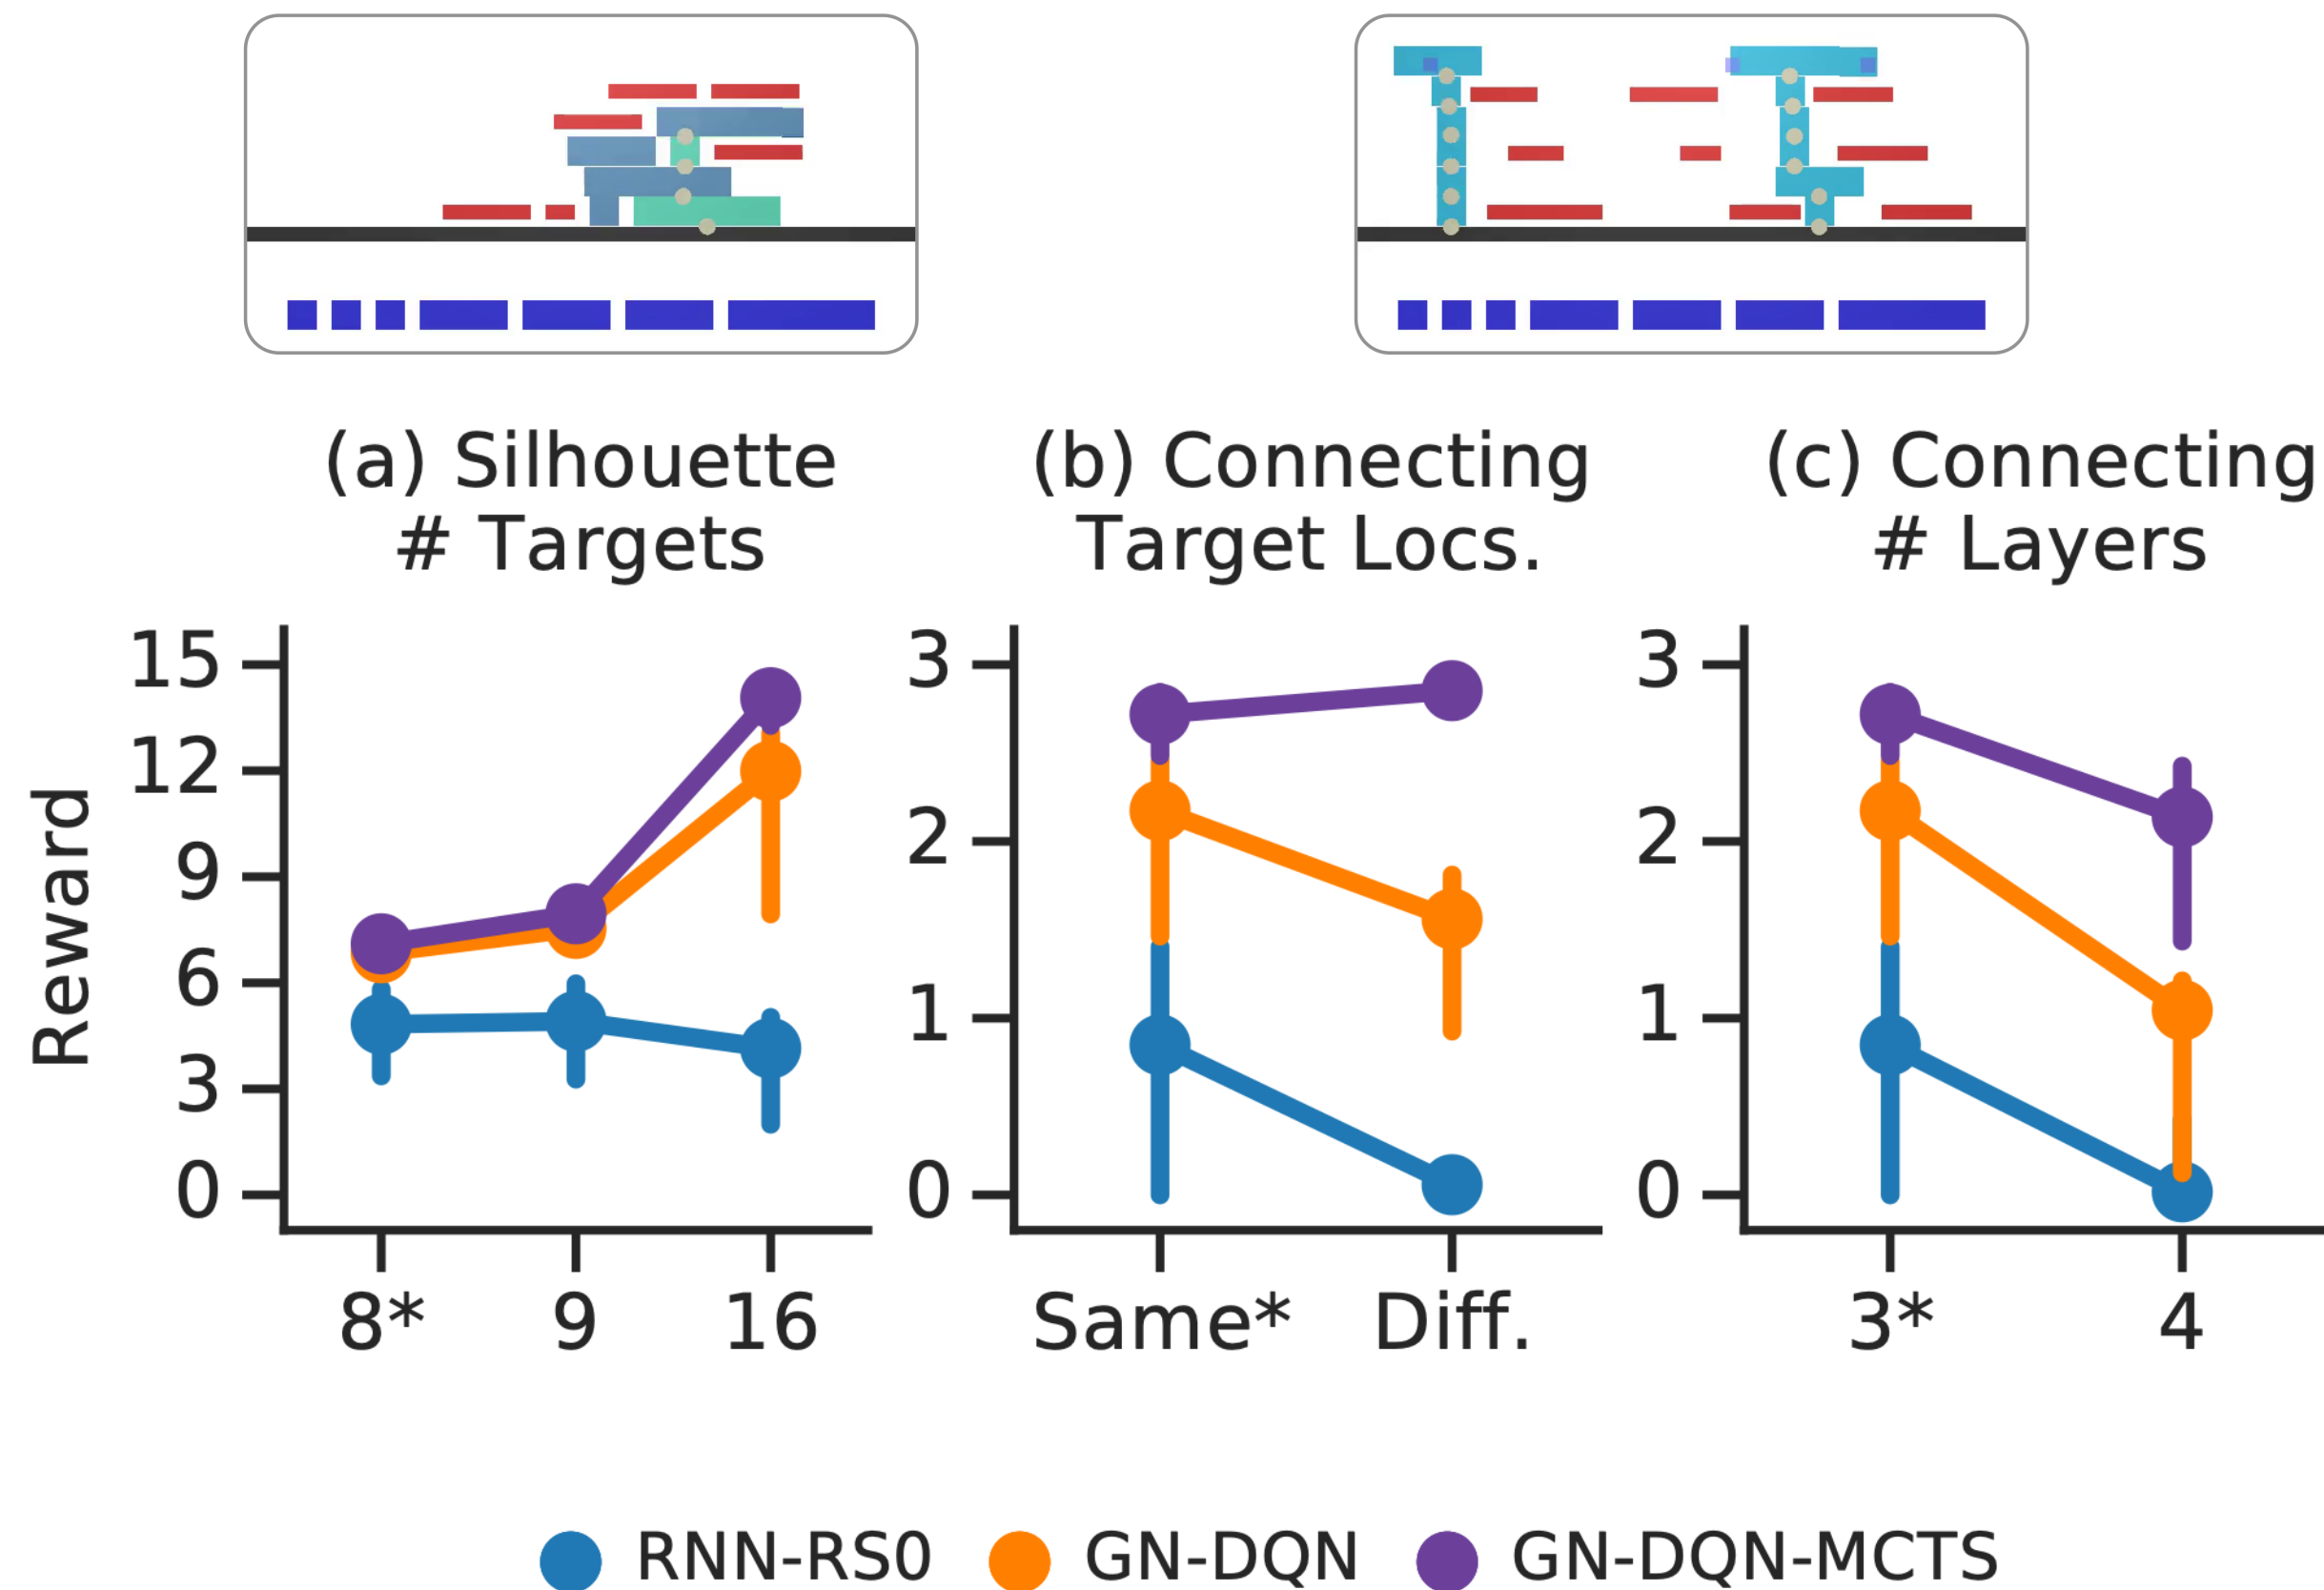 (a) Silhouette
# Targets
(b) Connecting
Target Locs.
(c) Connecting
# Layers
Reward
15
12
9
6
3
0
8* 9 16
3
2
1
0
Same* Diff.
3
2
1
0
3* 4
RNN-RS0 GN-DQN GN-DQN-MCTS